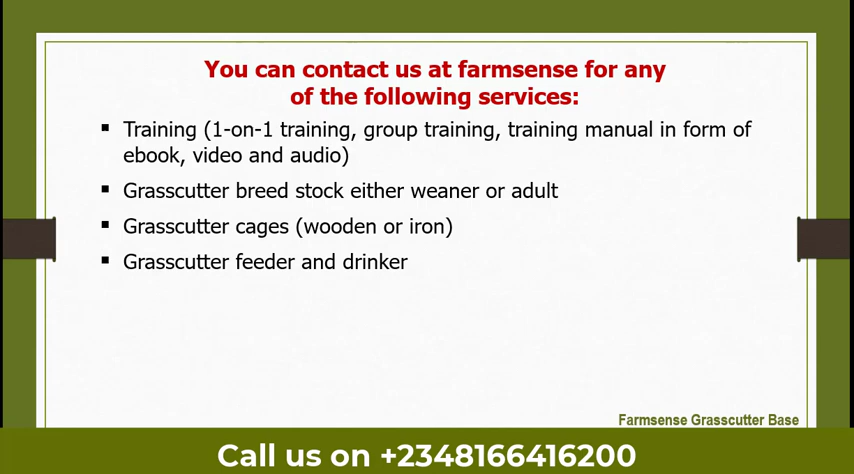 You can contact us at farmsense for any
of the following services:
▪ Training (1-on-1 training, group training, training manual in form of
ebook, video and audio)
▪ Grasscutter breed stock either weaner or adult
▪ Grasscutter cages (wooden or iron)
▪ Grasscutter feeder and drinker
Farmsense Grasscutter Base
Call us on +2348166416200